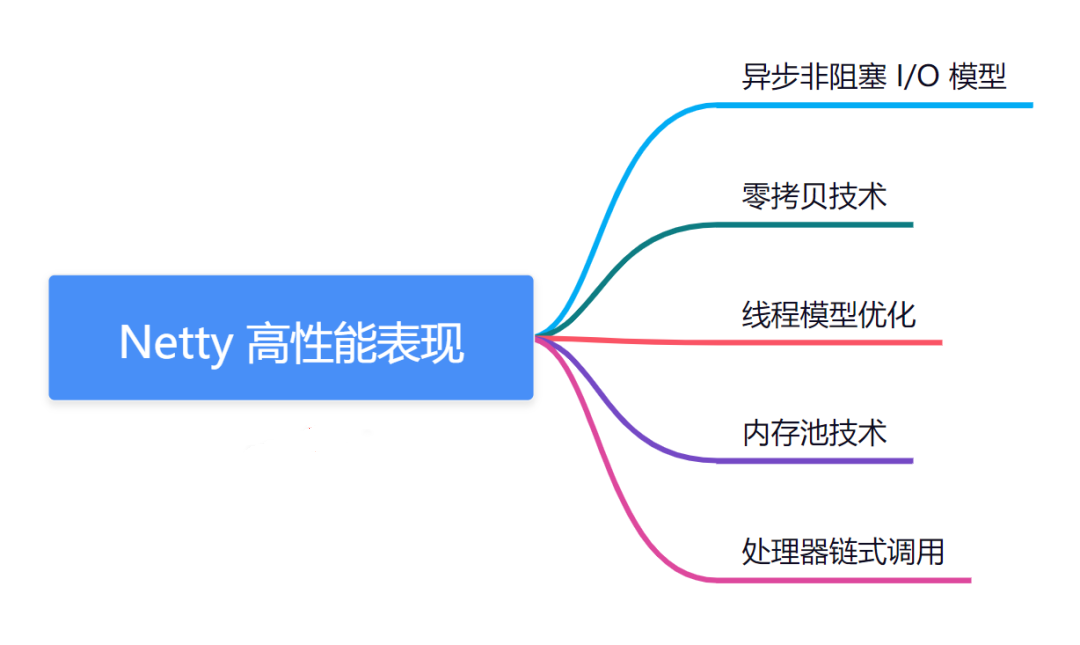 异步非阻塞 I/O 模型
零拷贝技术
线程模型优化
Netty 高性能表现
内存池技术
处理器链式调用